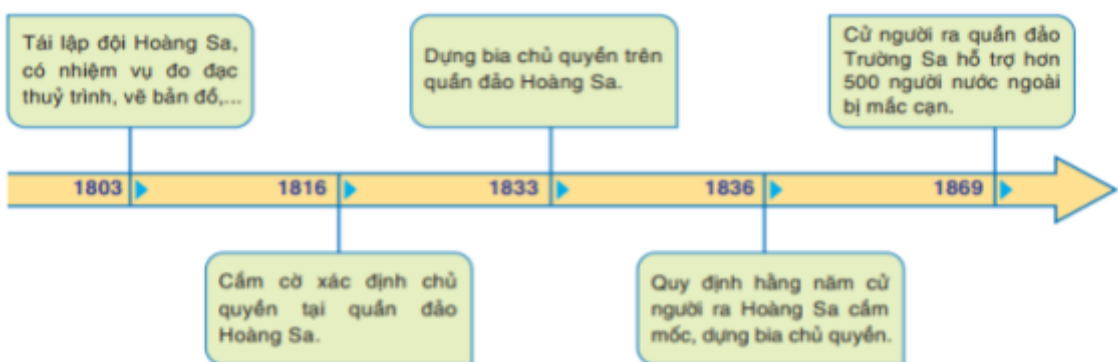 Tái lập đội Hoàng Sa,
có nhiệm vụ đo đạc
thuỷ trình, vẽ bản đồ,...
Dựng bia chủ quyền trên
quần đảo Hoàng Sa.
Cử người ra quần đảo
Trường Sa hỗ trợ hơn
500 người nước ngoài
bị mắc cạn.
1803
1816
1833
1836
1869
Cắm cờ xác định chủ
quyền tại quần đảo
Hoàng Sa.
Quy định hằng năm cử
người ra Hoàng Sa cắm
mốc, dựng bia chủ quyền.